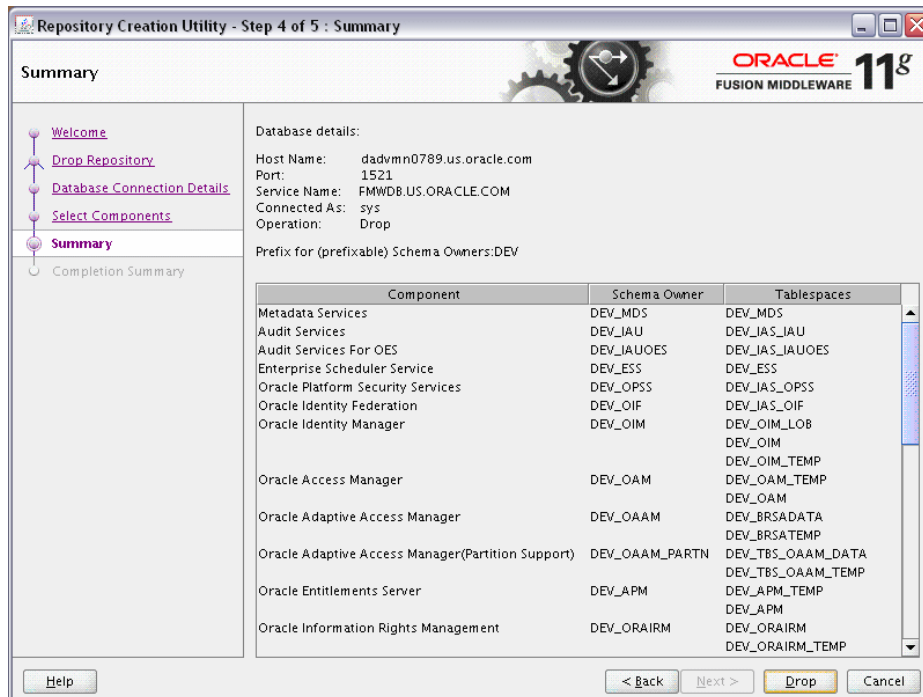 Repository Creation Utility - Step 4 of 5 : Summary
Summary
ORACLE
FUSION MIDDLEWARE
11g
Welcome
Drop Repository
Database Connection Details
Select Components
Summary
Completion Summary
Database details:
Host Name: dadvmn0789.us.oracle.com
Port: 1521
Service Name: FMWDB.US.ORACLE.COM
Connected As: sys
Operation: Drop
Prefix for (prefixable) Schema Owners:DEV
Component Schema Owner Tablespaces
Metadata Services DEV_MDS DEV_MDS
Audit Services DEV_IAU DEV_IAS_IAU
Audit Services For OES DEV_IAUOES DEV_IAS_IAUOES
Enterprise Scheduler Service DEV_ESS DEV_ESS
Oracle Platform Security Services DEV_OPSS DEV_IAS_OPSS
Oracle Identity Federation DEV_OIF DEV_IAS_OIF
Oracle Identity Manager DEV_OIM DEV_OIM_LOB
DEV_OIM
DEV_OIM_TEMP
Oracle Access Manager DEV_OAM DEV_OAM_TEMP
DEV_OAM
Oracle Adaptive Access Manager DEV_OAAM DEV_BRSADATA
DEV_BRSATEMP
Oracle Adaptive Access Manager(Partition Support) DEV_OAAM_PARTN DEV_TBS_OAAM_DATA
DEV_TBS_OAAM_TEMP
Oracle Entitlements Server DEV_APM DEV_APM_TEMP
DEV_APM
Oracle Information Rights Management DEV_ORAIRM DEV_ORAIRM
DEV_ORAIRM_TEMP
Help < Back Next > Drop Cancel